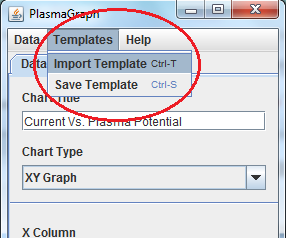 PlasmaGraph
Data Templates Help
Import Template Ctrl-T
Data
Save Template Ctrl-S
Chart Title
Current Vs. Plasma Potential
Chart Type
XY Graph
X Column